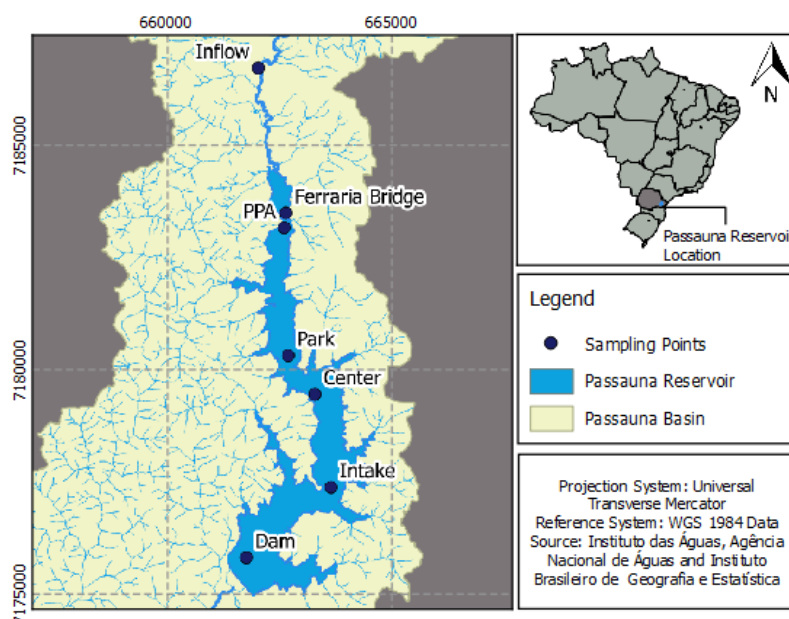 660000
665000
Inflow
7185000
Ferraria Bridge
PPA
Park
7180000
Center
Intake
Dam
7175000
N
Passauna Reservoir
Location
Legend
Sampling Points
Passauna Reservoir
Passauna Basin
Projection System: Universal
Transverse Mercator
Reference System: WGS 1984 Data
Source: Instituto das Águas, Agência
Nacional de Águas and Instituto
Brasileiro de Geografia e Estatística